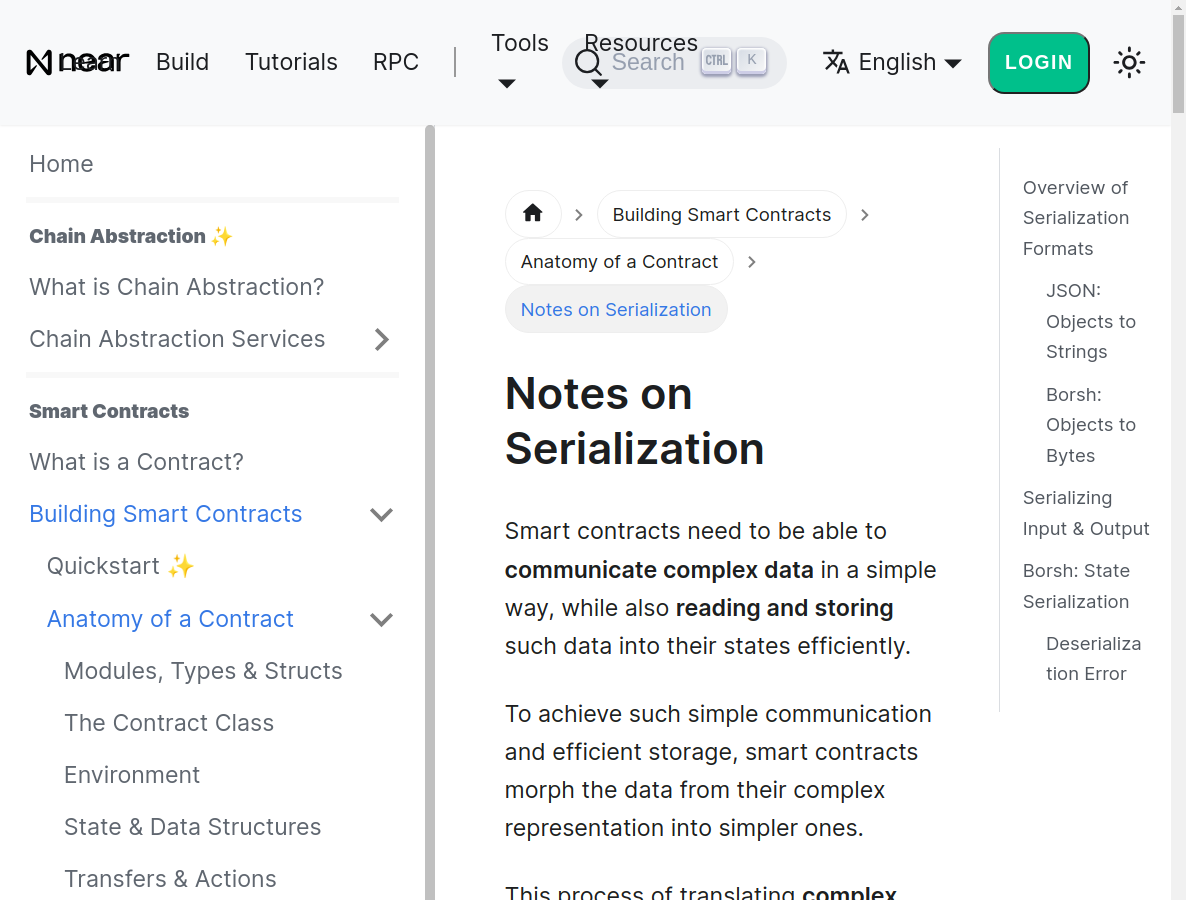 near
Learn
Build
Tutorials
RPC
Tools
Resources
Search
CTRL
K
English
LOGIN
Home
Chain Abstraction ✨
What is Chain Abstraction?
Chain Abstraction Services
Smart Contracts
What is a Contract?
Building Smart Contracts
Quickstart ✨
Anatomy of a Contract
Modules, Types & Structs
The Contract Class
Environment
State & Data Structures
Transfers & Actions
Building Smart Contracts
Anatomy of a Contract
Notes on Serialization
Notes on
Serialization
Smart contracts need to be able to
communicate complex data in a simple
way, while also reading and storing
such data into their states efficiently.
To achieve such simple communication
and efficient storage, smart contracts
morph the data from their complex
representation into simpler ones.
This process of translating complex
Overview of
Serialization
Formats
JSON:
Objects to
Strings
Borsh:
Objects to
Bytes
Serializing
Input & Output
Borsh: State
Serialization
Deserializa
tion Error